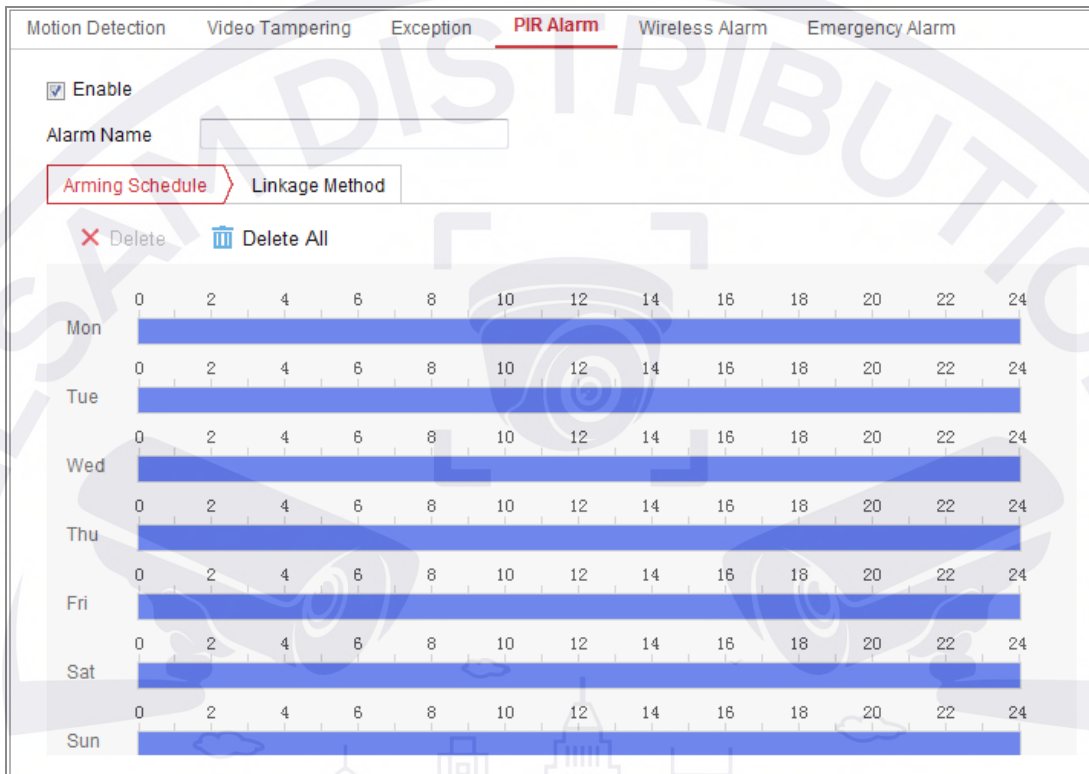 Motion Detection Video Tampering Exception PIR Alarm Wireless Alarm Emergency Alarm
Enable
Alarm Name
Arming Schedule Linkage Method
Delete Delete All
0 2 4 6 8 10 12 14 16 18 20 22 24
Mon
0 2 4 6 8 10 12 14 16 18 20 22 24
Tue
0 2 4 6 8 10 12 14 16 18 20 22 24
Wed
0 2 4 6 8 10 12 14 16 18 20 22 24
Thu
0 2 4 6 8 10 12 14 16 18 20 22 24
Fri
0 2 4 6 8 10 12 14 16 18 20 22 24
Sat
0 2 4 6 8 10 12 14 16 18 20 22 24
Sun
DISTRIBUTIO